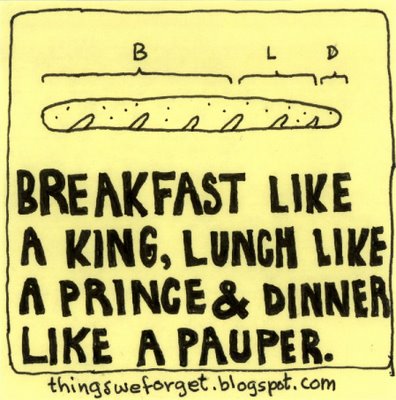 B L D
BREAKFAST LIKE
A KING, LUNCH LIKE
A PRINCE & DINNER
LIKE A PAUPER.
thingsweforget.blogspot.com